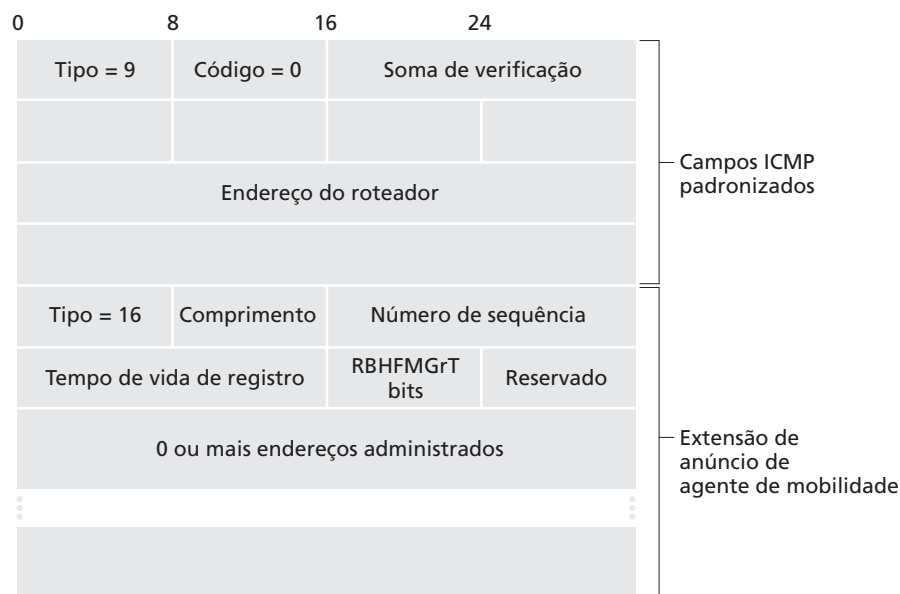 0 8 16 24
Tipo = 9 Código = 0 Soma de verificação
Endereço do roteador
Campos ICMP
padronizados
Tipo = 16 Comprimento Número de sequência
Tempo de vida de registro RBHFMGrT
bits Reservado
0 ou mais endereços administrados
Extensão de
anúncio de
agente de mobilidade